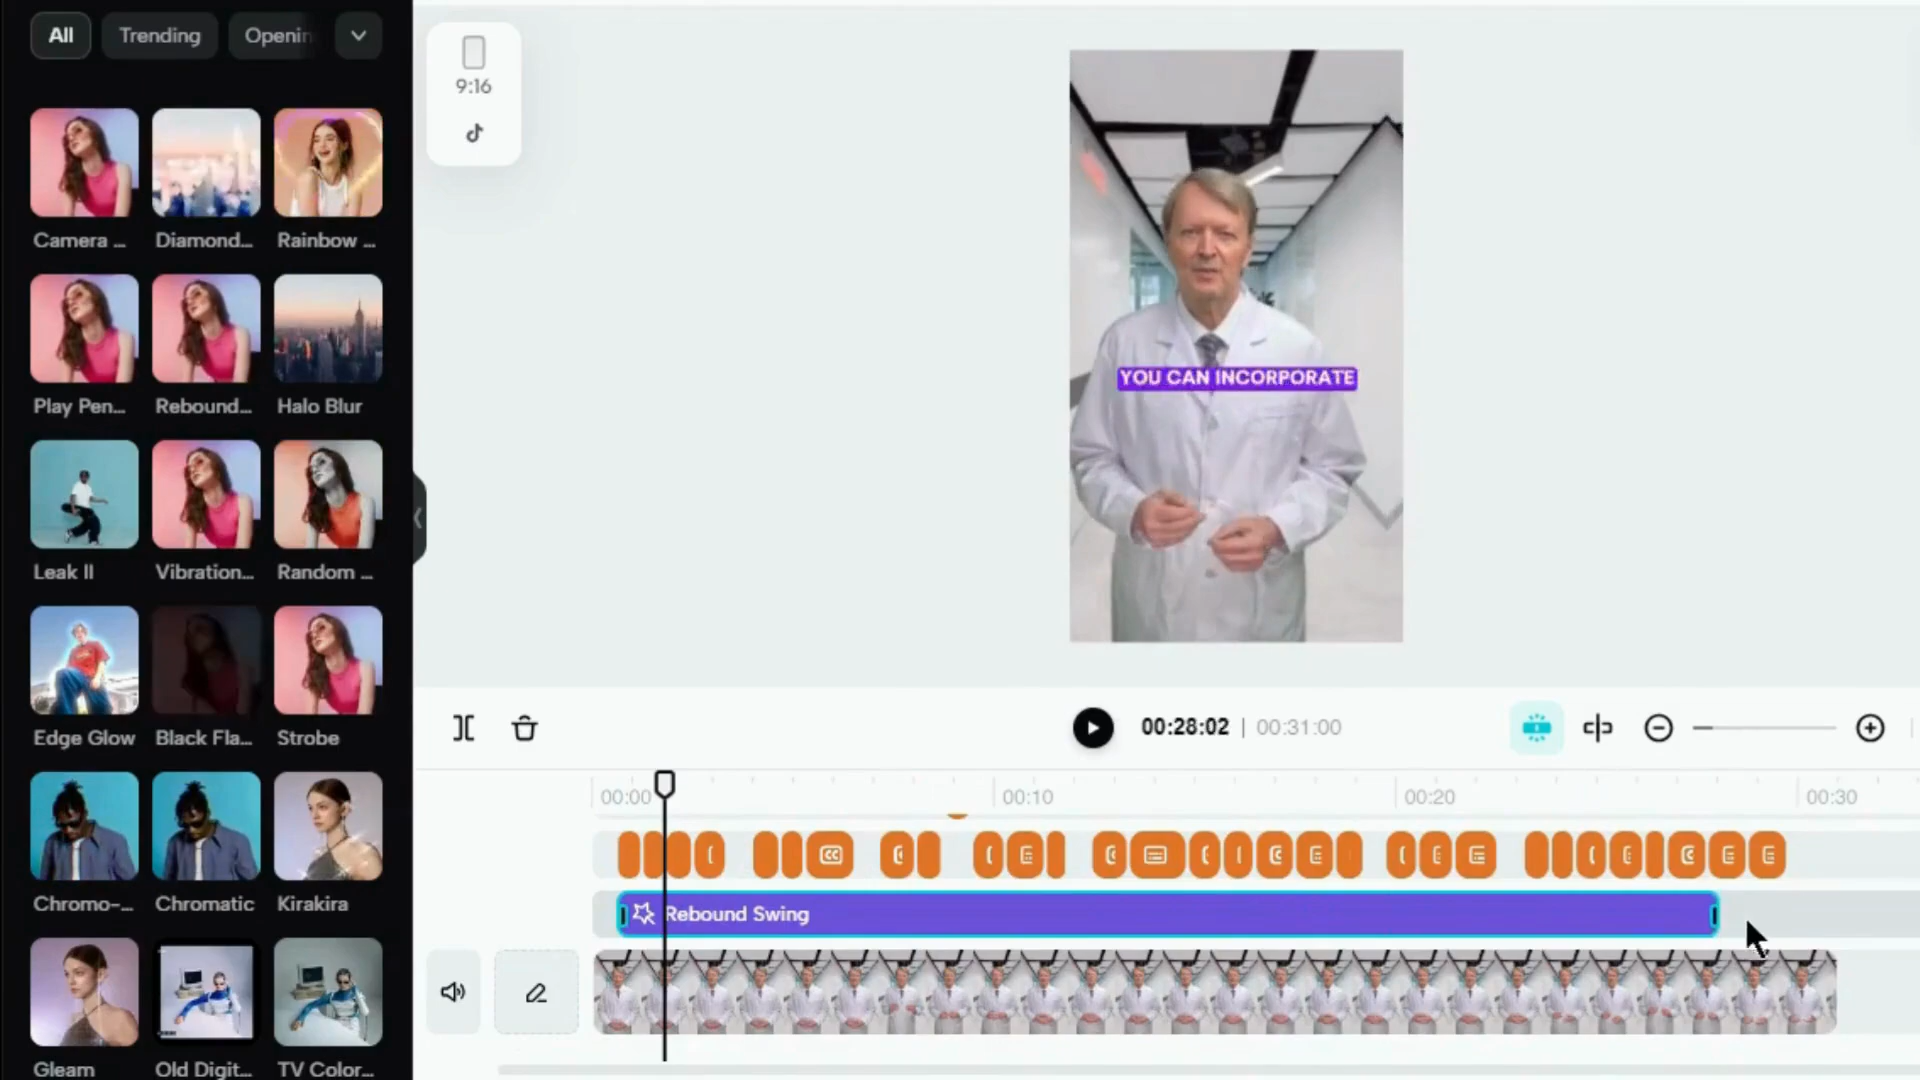 All
Trending
Openin
9:16
Camera ...
Diamond...
Rainbow ...
Play Pen...
Rebound...
Halo Blur
Leak II
Vibration...
Random ...
Edge Glow
Black Fla...
Strobe
Chromo-...
Chromatic
Kirakira
Gleam
Old Digit...
TV Color...
YOU CAN INCORPORATE
00:28:02 | 00:31:00
00:00
00:10
00:20
00:30
Rebound Swing